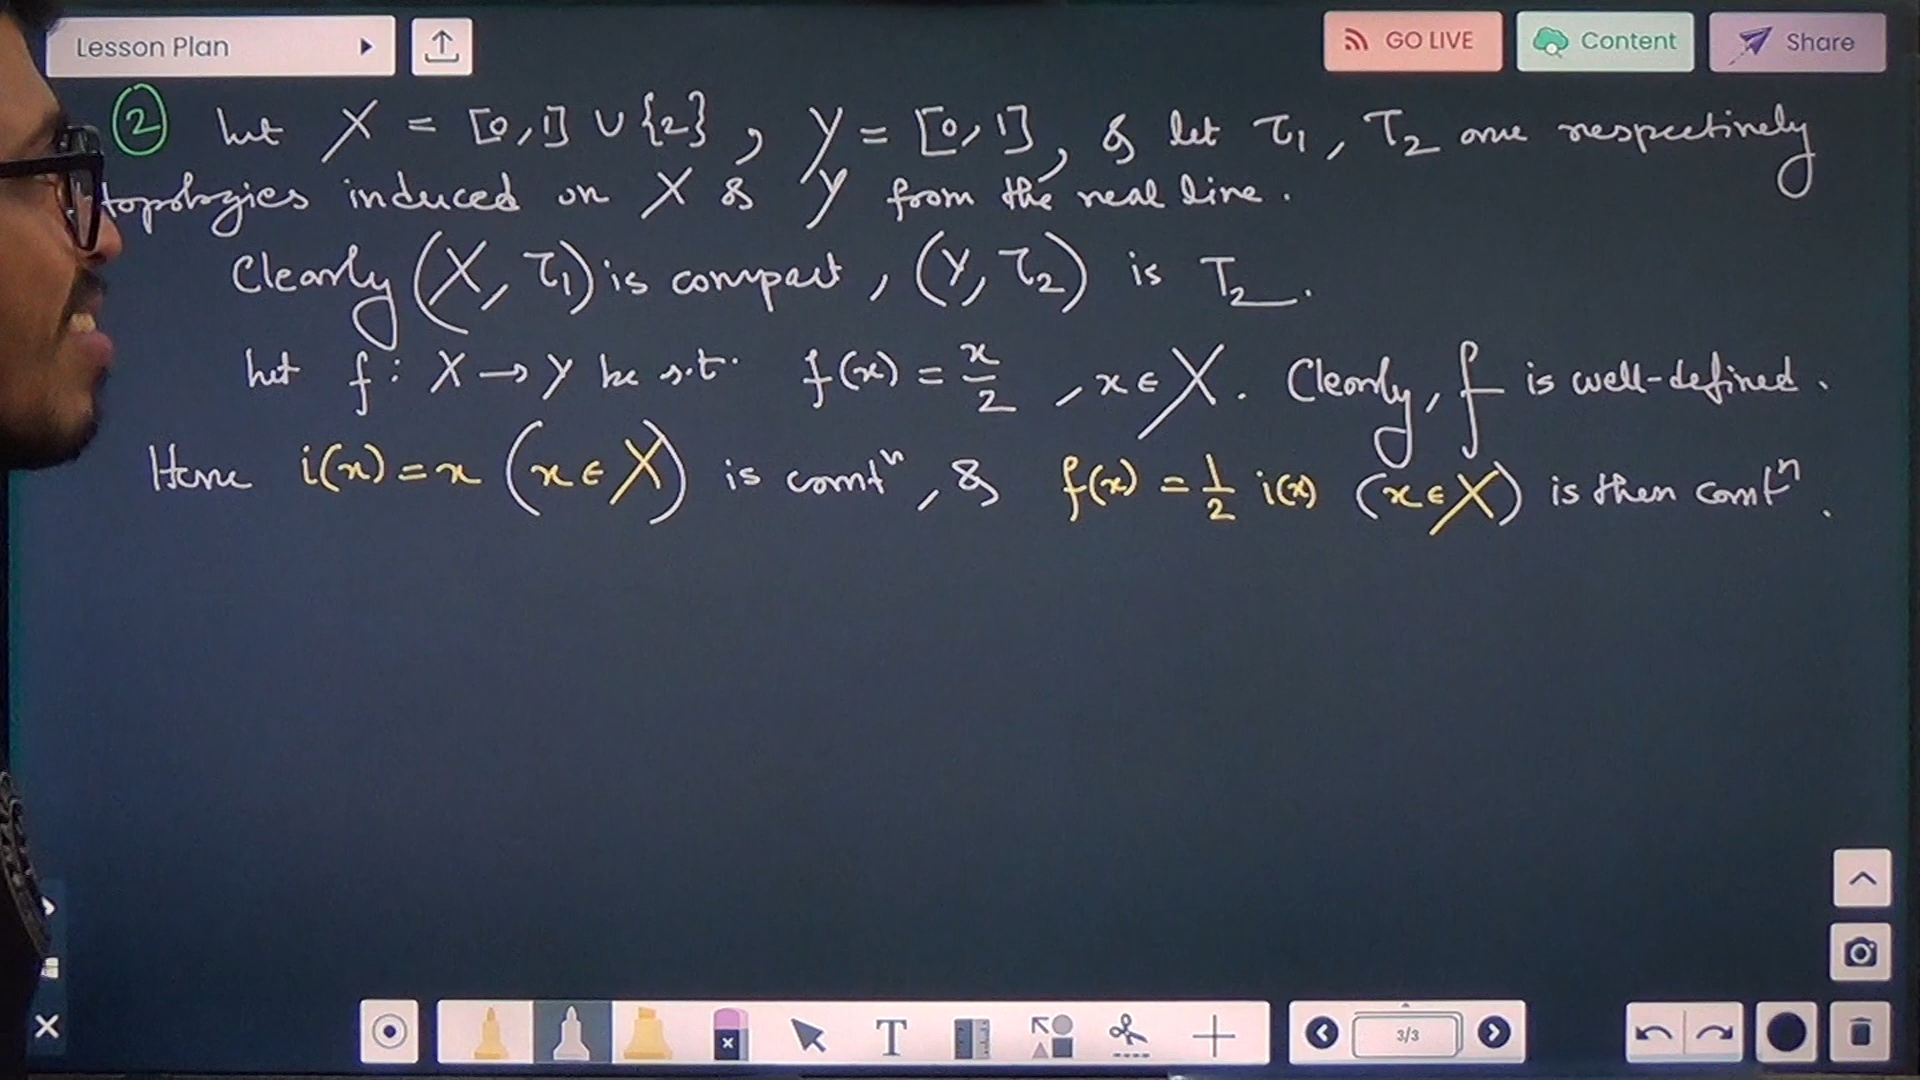 Lesson Plan
GO LIVE
Content
Share
② Let X = [0,1] ∪ {2}, Y = [0,1], & let τ₁, τ₂ are respectively
topologies induced on X & Y from the real line.
Clearly (X, τ₁) is compact, (Y, τ₂) is T₂.
Let f: X → Y be s.t. f(x) = x/2, x ∈ X. Clearly, f is well-defined.
Here i(x) = x (x ∈ X) is contⁿ, & f(x) = 1/2 i(x) (x ∈ X) is then contⁿ.
T
3/3